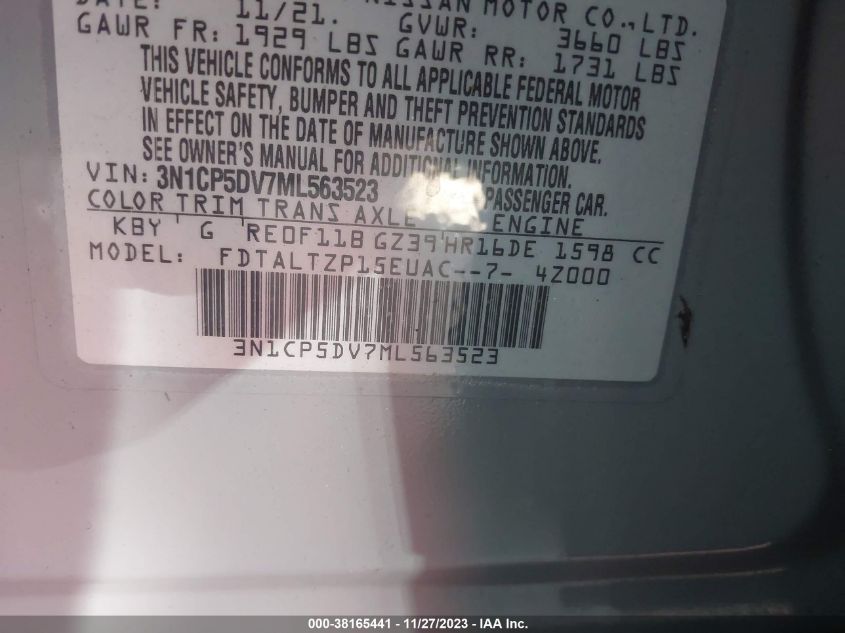 DATE: 11/21. NISSAN MOTOR CO., LTD.
GVWR: 3660 LBS
GAWR FR: 1929 LBS GAWR RR: 1731 LBS
THIS VEHICLE CONFORMS TO ALL APPLICABLE FEDERAL MOTOR
VEHICLE SAFETY, BUMPER AND THEFT PREVENTION STANDARDS
IN EFFECT ON THE DATE OF MANUFACTURE SHOWN ABOVE.
SEE OWNER'S MANUAL FOR ADDITIONAL INFORMATION.
VIN: 3N1CP5DV7ML563523 PASSENGER CAR.
COLOR TRIM TRANS AXLE ENGINE
KBY G RE0F11B GZ39 HR16DE 1598 CC
MODEL: FDTALTZP15EUAC--7- 4Z000
3N1CP5DV7ML563523
000-38165441 - 11/27/2023 - IAA Inc.